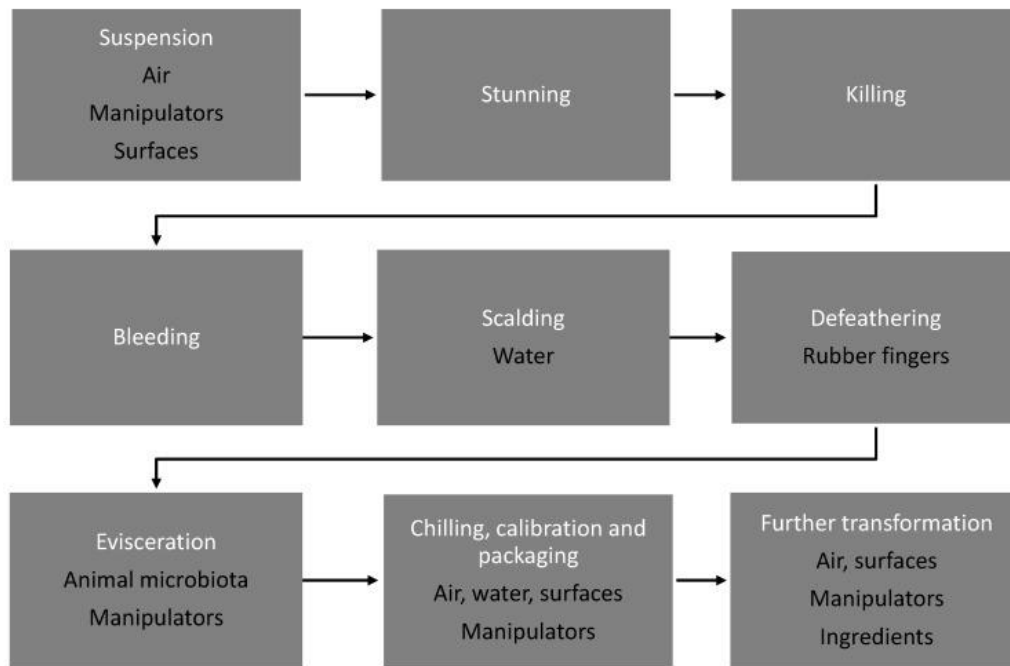 Suspension
Air
Manipulators
Surfaces
Stunning
Killing
Bleeding
Scalding
Water
Defeathering
Rubber fingers
Evisceration
Animal microbiota
Manipulators
Chilling, calibration and
packaging
Air, water, surfaces
Manipulators
Further transformation
Air, surfaces
Manipulators
Ingredients